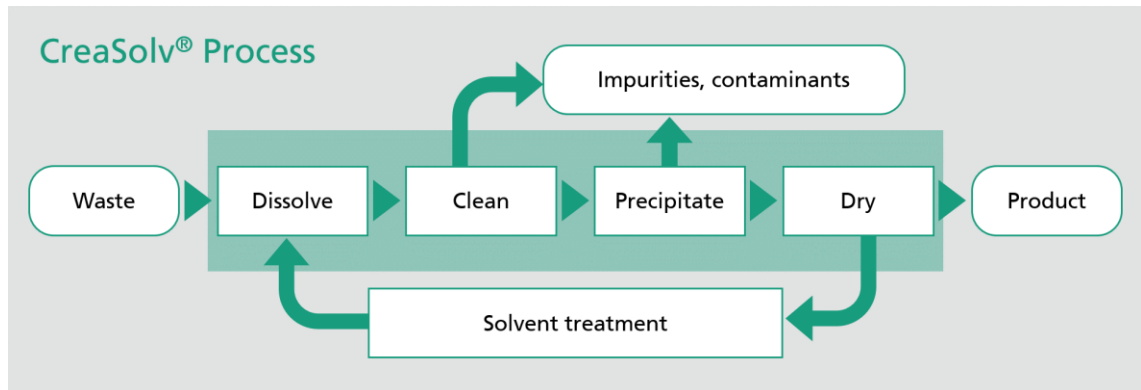 CreaSolv® Process
Impurities, contaminants
Waste
Dissolve
Clean
Precipitate
Dry
Product
Solvent treatment